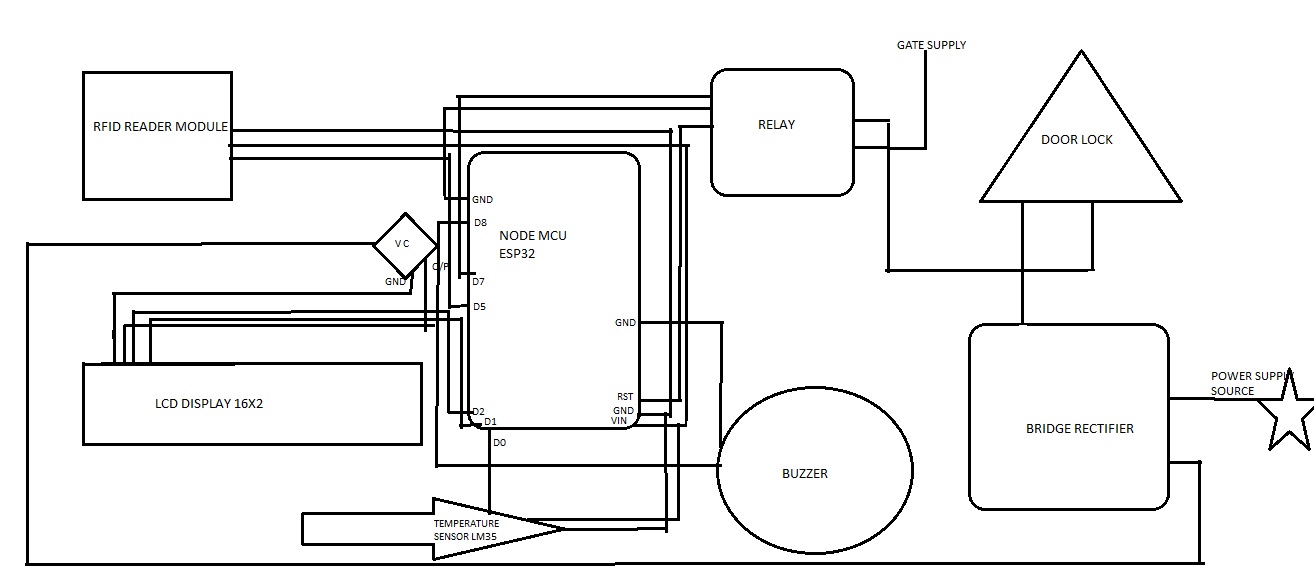 GATE SUPPLY
RFID READER MODULE
RELAY
DOOR LOCK
GND
D8
NODE MCU
ESP32
V C
O/P
GND
D7
D5
GND
POWER SUPPLY
SOURCE
RST
LCD DISPLAY 16X2
GND
D2
VIN
D1
BRIDGE RECTIFIER
D0
BUZZER
TEMPERATURE
SENSOR LM35